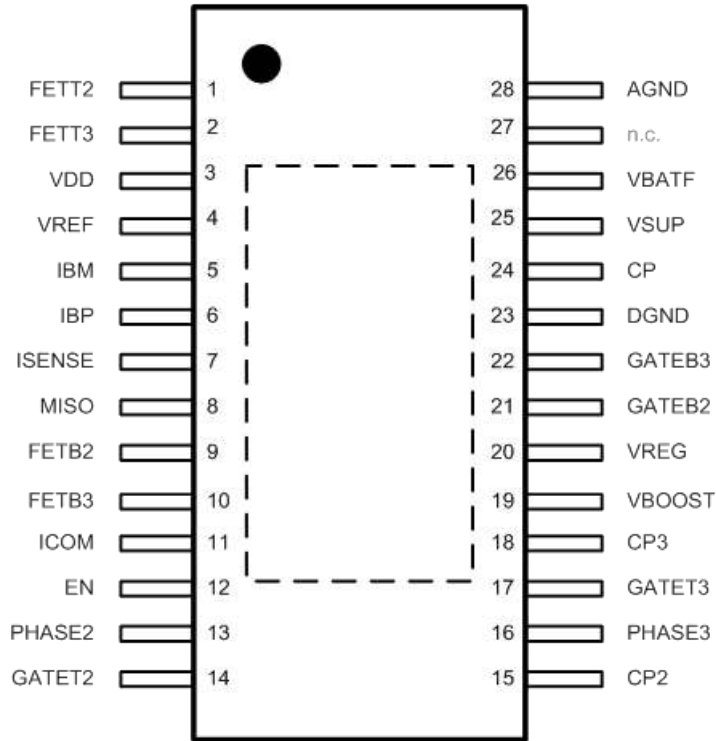 FETT2 1 28 AGND
FETT3 2 27 n.c.
VDD 3 26 VBATF
VREF 4 25 VSUP
IBM 5 24 CP
IBP 6 23 DGND
ISENSE 7 22 GATEB3
MISO 8 21 GATEB2
FETB2 9 20 VREG
FETB3 10 19 VBOOST
ICOM 11 18 CP3
EN 12 17 GATET3
PHASE2 13 16 PHASE3
GATET2 14 15 CP2